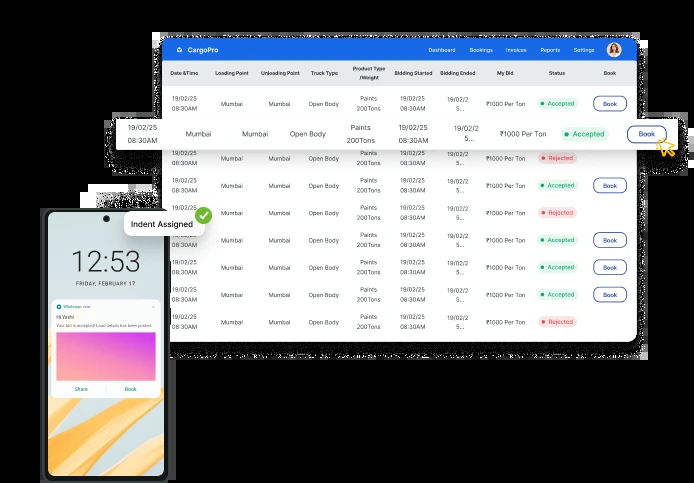 CargoPro
Dashboard Bookings Invoices Reports Settings
Date &Time Loading Point Unloading Point Truck Type Product Type /Weight Bidding Started Bidding Ended My Bid Status Book
19/02/25 08:30AM Mumbai Mumbai Open Body Paints 200Tons 19/02/25 08:30AM 19/02/2 5... ₹1000 Per Ton Accepted Book
19/02/25 08:30AM Mumbai Mumbai Open Body Paints 200Tons 19/02/25 08:30AM 19/02/2 5... ₹1000 Per Ton Accepted Book
19/02/25 08:30AM Mumbai Mumbai Open Body Paints 200Tons 19/02/25 08:30AM 19/02/2 5... ₹1000 Per Ton Rejected
19/02/25 08:30AM Mumbai Mumbai Open Body Paints 200Tons 19/02/25 08:30AM 19/02/2 5... ₹1000 Per Ton Accepted Book
19/02/25 08:30AM Mumbai Mumbai Open Body Paints 200Tons 19/02/25 08:30AM 19/02/2 5... ₹1000 Per Ton Rejected
08:30AM Mumbai Mumbai Open Body Paints 200Tons 19/02/25 08:30AM 19/02/2 5... ₹1000 Per Ton Accepted Book
19/02/25 08:30AM Mumbai Mumbai Open Body Paints 200Tons 19/02/25 08:30AM 19/02/2 5... ₹1000 Per Ton Accepted Book
19/02/25 08:30AM Mumbai Mumbai Open Body Paints 200Tons 19/02/25 08:30AM 19/02/2 5... ₹1000 Per Ton Accepted Book
19/02/25 08:30AM Mumbai Mumbai Open Body Paints 200Tons 19/02/25 08:30AM 19/02/2 5... ₹1000 Per Ton Rejected
Indent Assigned
12:53
FRIDAY, FEBRUARY 17
Whatsapp now
Hi Yash!
Your bid is accepted! Load details has been posted.
Share Book